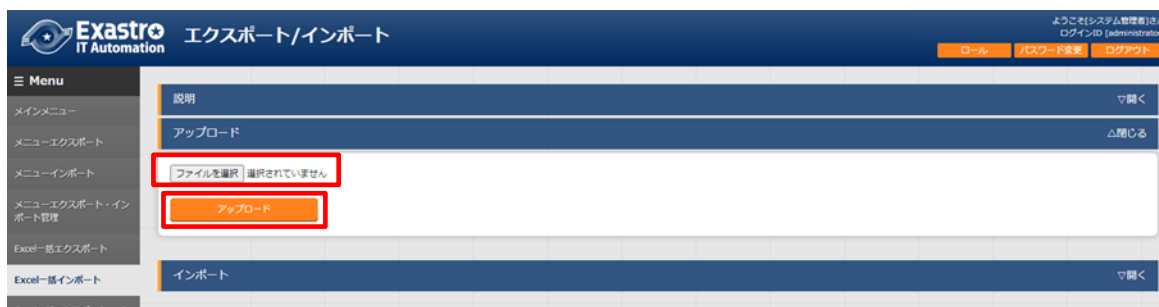 Exastro
IT Automation
エクスポート/インポート
ようこそ[システム管理者]さ
ログインID [administrato
ロール
パスワード変更
ログアウト
☰ Menu
メインメニュー
メニューエクスポート
メニューインポート
メニューエクスポート・イン
ポート管理
Excel一括エクスポート
Excel一括インポート
説明
▽開く
アップロード
△閉じる
ファイルを選択 選択されていません
アップロード
インポート
▽開く